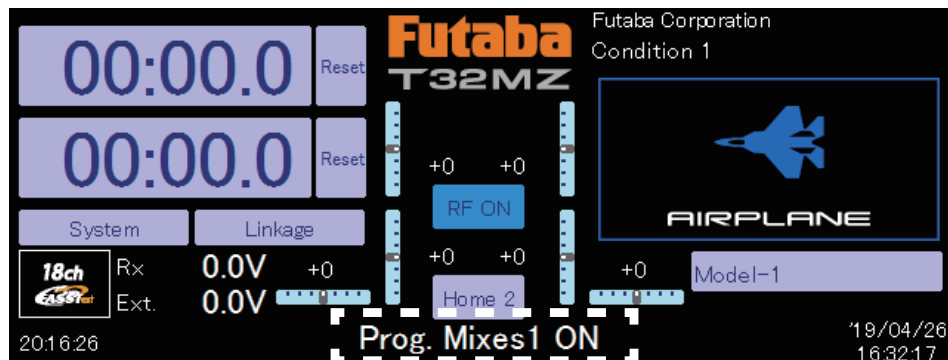 00:00.0
Reset
00:00.0
Reset
System
Linkage
18ch
FASSTest
Rx 0.0V
Ext. 0.0V
20:16:26
Futaba
T32MZ
+0 +0
RF ON
+0 +0
Home 2
+0
+0
Prog. Mixes1 ON
Futaba Corporation
Condition 1
AIRPLANE
Model-1
'19/04/26
16:32:17